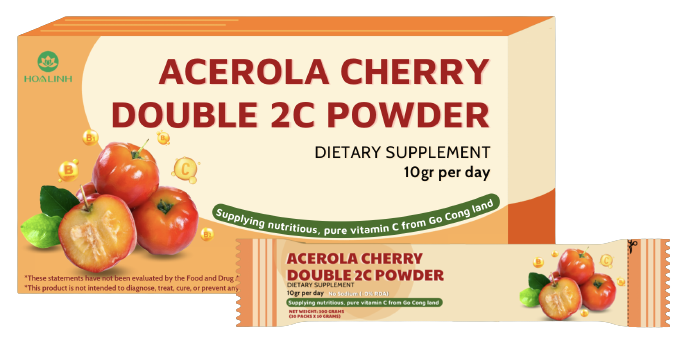 HOALINH
ACEROLA CHERRY
DOUBLE 2C POWDER
DIETARY SUPPLEMENT
10gr per day
B
C
Supplying nutritious, pure vitamin C from Go Cong land
*These statements have not been evaluated by the Food and Drug
*This product is not intended to diagnose, treat, cure, or prevent any
ACEROLA CHERRY
DOUBLE 2C POWDER
DIETARY SUPPLEMENT
10gr per day
Supplying nutritious, pure vitamin C from Go Cong land
NET WEIGHT: 300 GRAMS
(30 PACKS X 10 GRAMS)